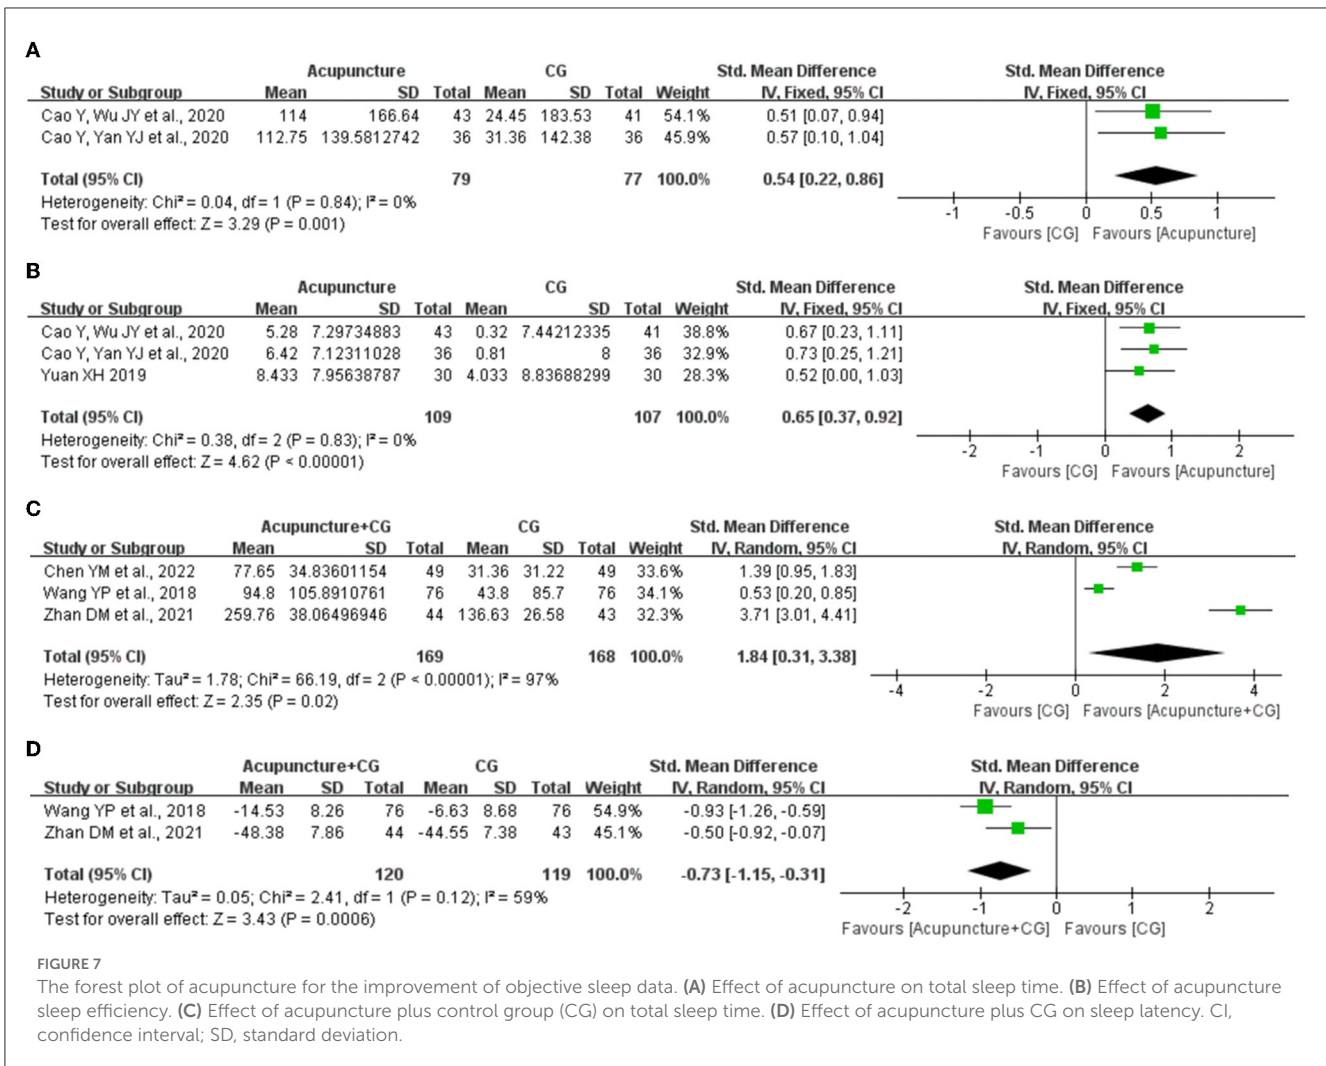 A
Acupuncture CG Std. Mean Difference Std. Mean Difference
Study or Subgroup Mean SD Total Mean SD Total Weight IV, Fixed, 95% CI IV, Fixed, 95% CI
Cao Y, Wu JY et al., 2020 114 166.64 43 24.45 183.53 41 54.1% 0.51 [0.07, 0.94]
Cao Y, Yan YJ et al., 2020 112.75 139.5812742 36 31.36 142.38 36 45.9% 0.57 [0.10, 1.04]
Total (95% CI) 79 77 100.0% 0.54 [0.22, 0.86]
Heterogeneity: Chi² = 0.04, df = 1 (P = 0.84); I² = 0%
Test for overall effect: Z = 3.29 (P = 0.001)
-1 -0.5 0 0.5 1
Favours [CG] Favours [Acupuncture]
B
Acupuncture CG Std. Mean Difference Std. Mean Difference
Study or Subgroup Mean SD Total Mean SD Total Weight IV, Fixed, 95% CI IV, Fixed, 95% CI
Cao Y, Wu JY et al., 2020 5.28 7.29734883 43 0.32 7.44212335 41 38.8% 0.67 [0.23, 1.11]
Cao Y, Yan YJ et al., 2020 6.42 7.12311028 36 0.81 8 36 32.9% 0.73 [0.25, 1.21]
Yuan XH 2019 8.433 7.95638787 30 4.033 8.83688299 30 28.3% 0.52 [0.00, 1.03]
Total (95% CI) 109 107 100.0% 0.65 [0.37, 0.92]
Heterogeneity: Chi² = 0.38, df = 2 (P = 0.83); I² = 0%
Test for overall effect: Z = 4.62 (P < 0.00001)
-2 -1 0 1 2
Favours [CG] Favours [Acupuncture]
C
Acupuncture+CG CG Std. Mean Difference Std. Mean Difference
Study or Subgroup Mean SD Total Mean SD Total Weight IV, Random, 95% CI IV, Random, 95% CI
Chen YM et al., 2022 77.65 34.83601154 49 31.36 31.22 49 33.6% 1.39 [0.95, 1.83]
Wang YP et al., 2018 94.8 105.8910761 76 43.8 85.7 76 34.1% 0.53 [0.20, 0.85]
Zhan DM et al., 2021 259.76 38.06496946 44 136.63 26.58 43 32.3% 3.71 [3.01, 4.41]
Total (95% CI) 169 168 100.0% 1.84 [0.31, 3.38]
Heterogeneity: Tau² = 1.78; Chi² = 66.19, df = 2 (P < 0.00001); I² = 97%
Test for overall effect: Z = 2.35 (P = 0.02)
-4 -2 0 2 4
Favours [CG] Favours [Acupuncture+CG]
D
Acupuncture+CG CG Std. Mean Difference Std. Mean Difference
Study or Subgroup Mean SD Total Mean SD Total Weight IV, Random, 95% CI IV, Random, 95% CI
Wang YP et al., 2018 -14.53 8.26 76 -6.63 8.68 76 54.9% -0.93 [-1.26, -0.59]
Zhan DM et al., 2021 -48.38 7.86 44 -44.55 7.38 43 45.1% -0.50 [-0.92, -0.07]
Total (95% CI) 120 119 100.0% -0.73 [-1.15, -0.31]
Heterogeneity: Tau² = 0.05; Chi² = 2.41, df = 1 (P = 0.12); I² = 59%
Test for overall effect: Z = 3.43 (P = 0.0006)
-2 -1 0 1 2
Favours [Acupuncture+CG] Favours [CG]
FIGURE 7
The forest plot of acupuncture for the improvement of objective sleep data. (A) Effect of acupuncture on total sleep time. (B) Effect of acupuncture
sleep efficiency. (C) Effect of acupuncture plus control group (CG) on total sleep time. (D) Effect of acupuncture plus CG on sleep latency. CI,
confidence interval; SD, standard deviation.